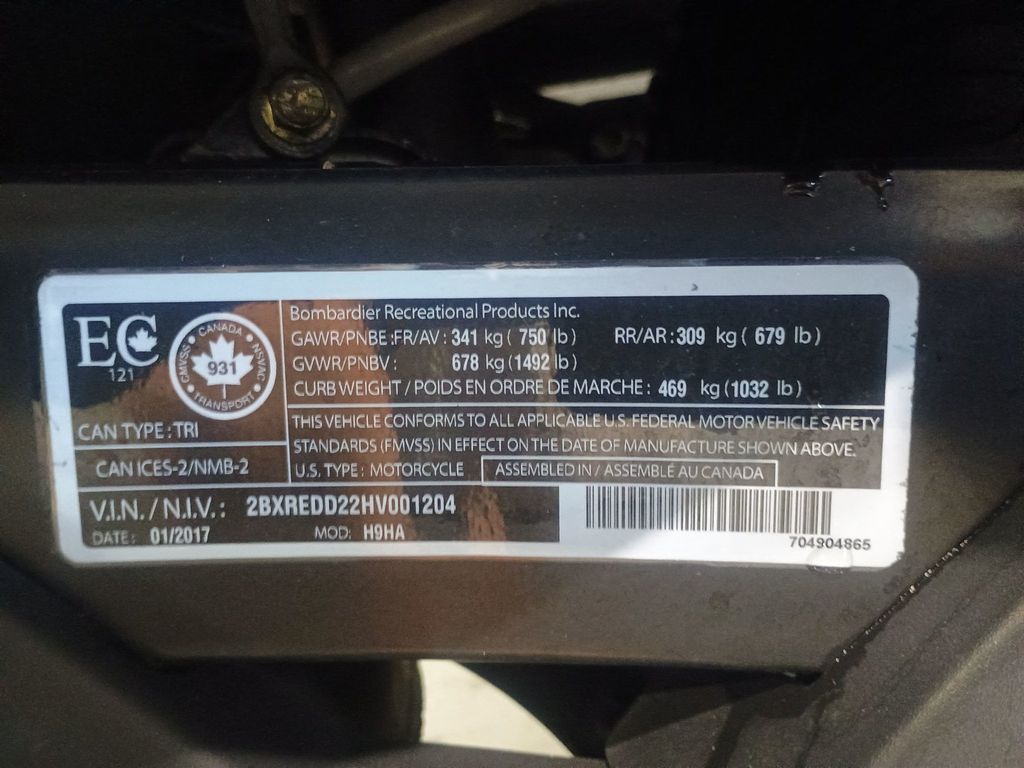 EC
121
CANADA
CMVSS
NSVAC
931
TRANSPORT
CAN TYPE : TRI
CAN ICES-2/NMB-2
Bombardier Recreational Products Inc.
GAWR/PNBE :FR/AV : 341 kg ( 750 lb ) RR/AR : 309 kg ( 679 lb )
GVWR/PNBV : 678 kg (1492 lb )
CURB WEIGHT / POIDS EN ORDRE DE MARCHE : 469 kg (1032 lb )
THIS VEHICLE CONFORMS TO ALL APPLICABLE U.S. FEDERAL MOTOR VEHICLE SAFETY
STANDARDS (FMVSS) IN EFFECT ON THE DATE OF MANUFACTURE SHOWN ABOVE.
U.S. TYPE : MOTORCYCLE ASSEMBLED IN / ASSEMBLÉ AU CANADA
V.I.N. / N.I.V. : 2BXREDD22HV001204
DATE : 01/2017 MOD: H9HA
704904865